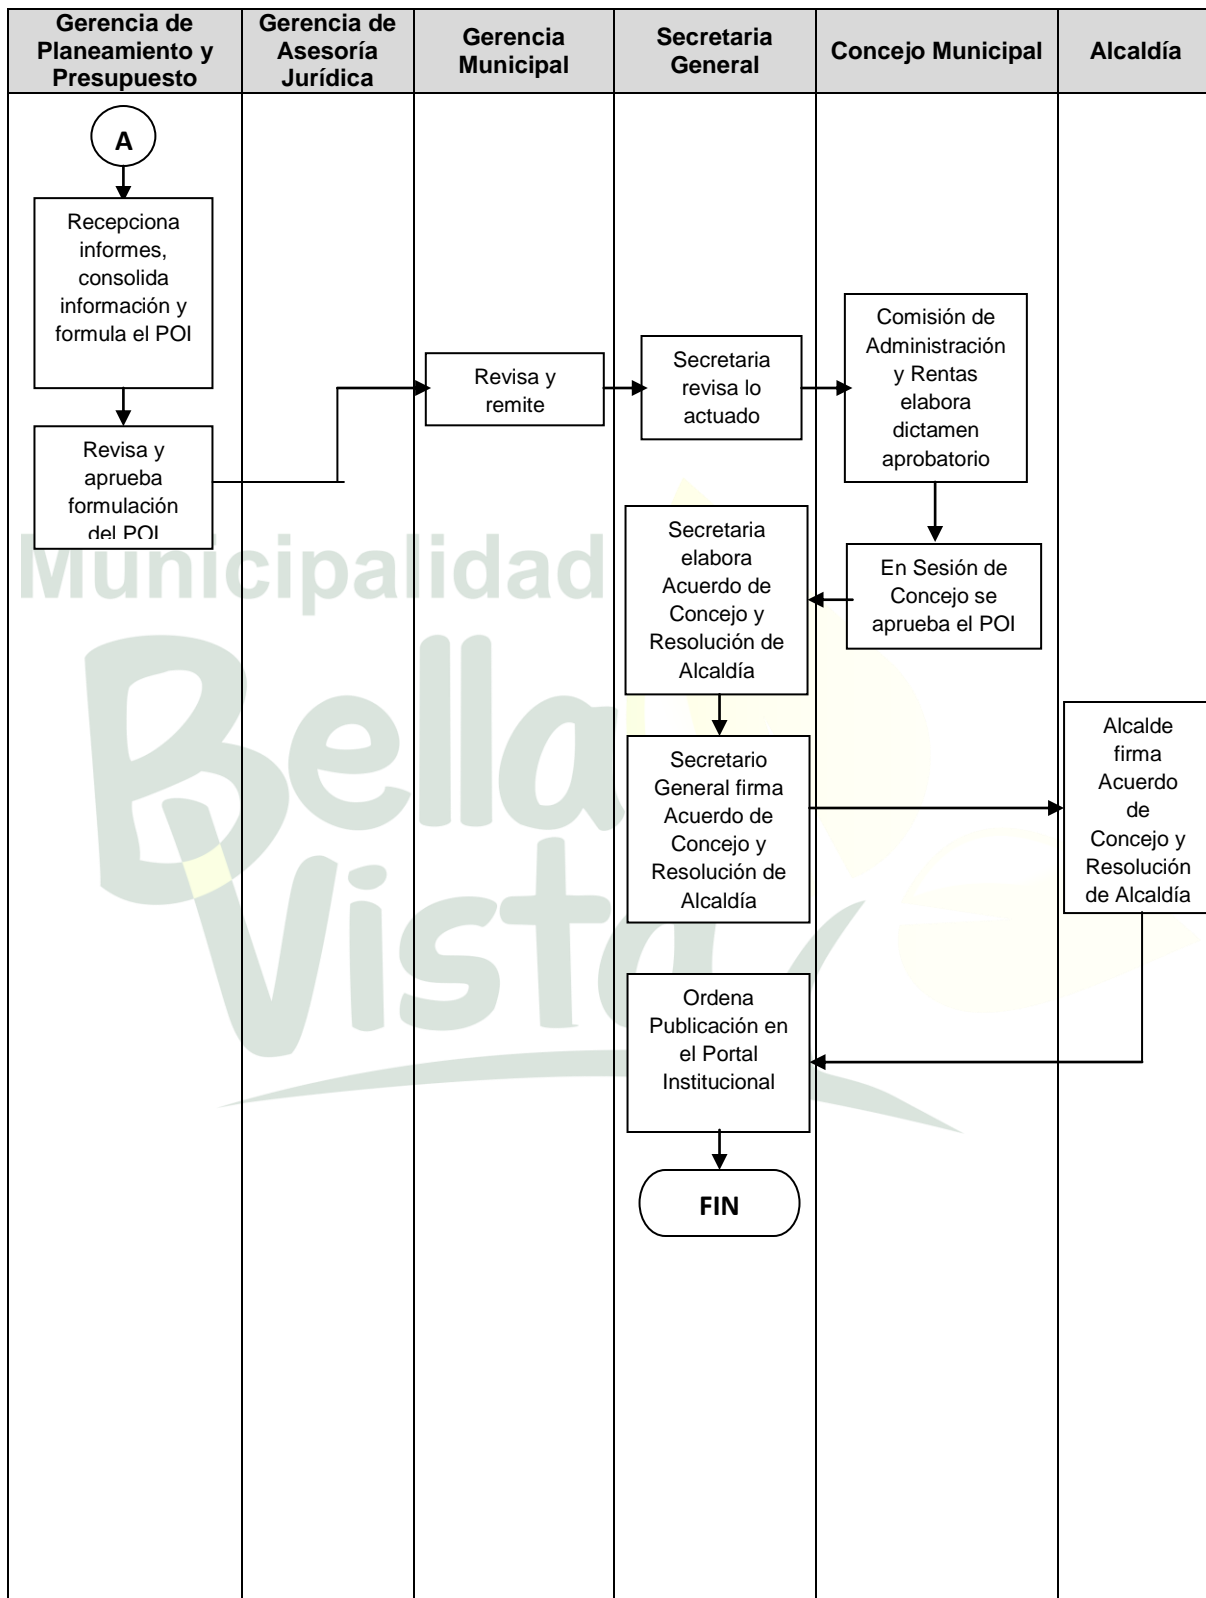 Gerencia de
Planeamiento y
Presupuesto
Gerencia de
Asesoría
Jurídica
Gerencia
Municipal
Secretaria
General
Concejo Municipal
Alcaldía
A
Recepciona
informes,
consolida
información y
formula el POI
Revisa y
aprueba
formulación
del POI
Revisa y
remite
Secretaria
revisa lo
actuado
Comisión de
Administración
y Rentas
elabora
dictamen
aprobatorio
En Sesión de
Concejo se
aprueba el POI
Secretaria
elabora
Acuerdo de
Concejo y
Resolución de
Alcaldía
Secretario
General firma
Acuerdo de
Concejo y
Resolución de
Alcaldía
Alcalde
firma
Acuerdo
de
Concejo y
Resolución
de Alcaldía
Ordena
Publicación en
el Portal
Institucional
FIN
Municipalidad
Bella
Vista